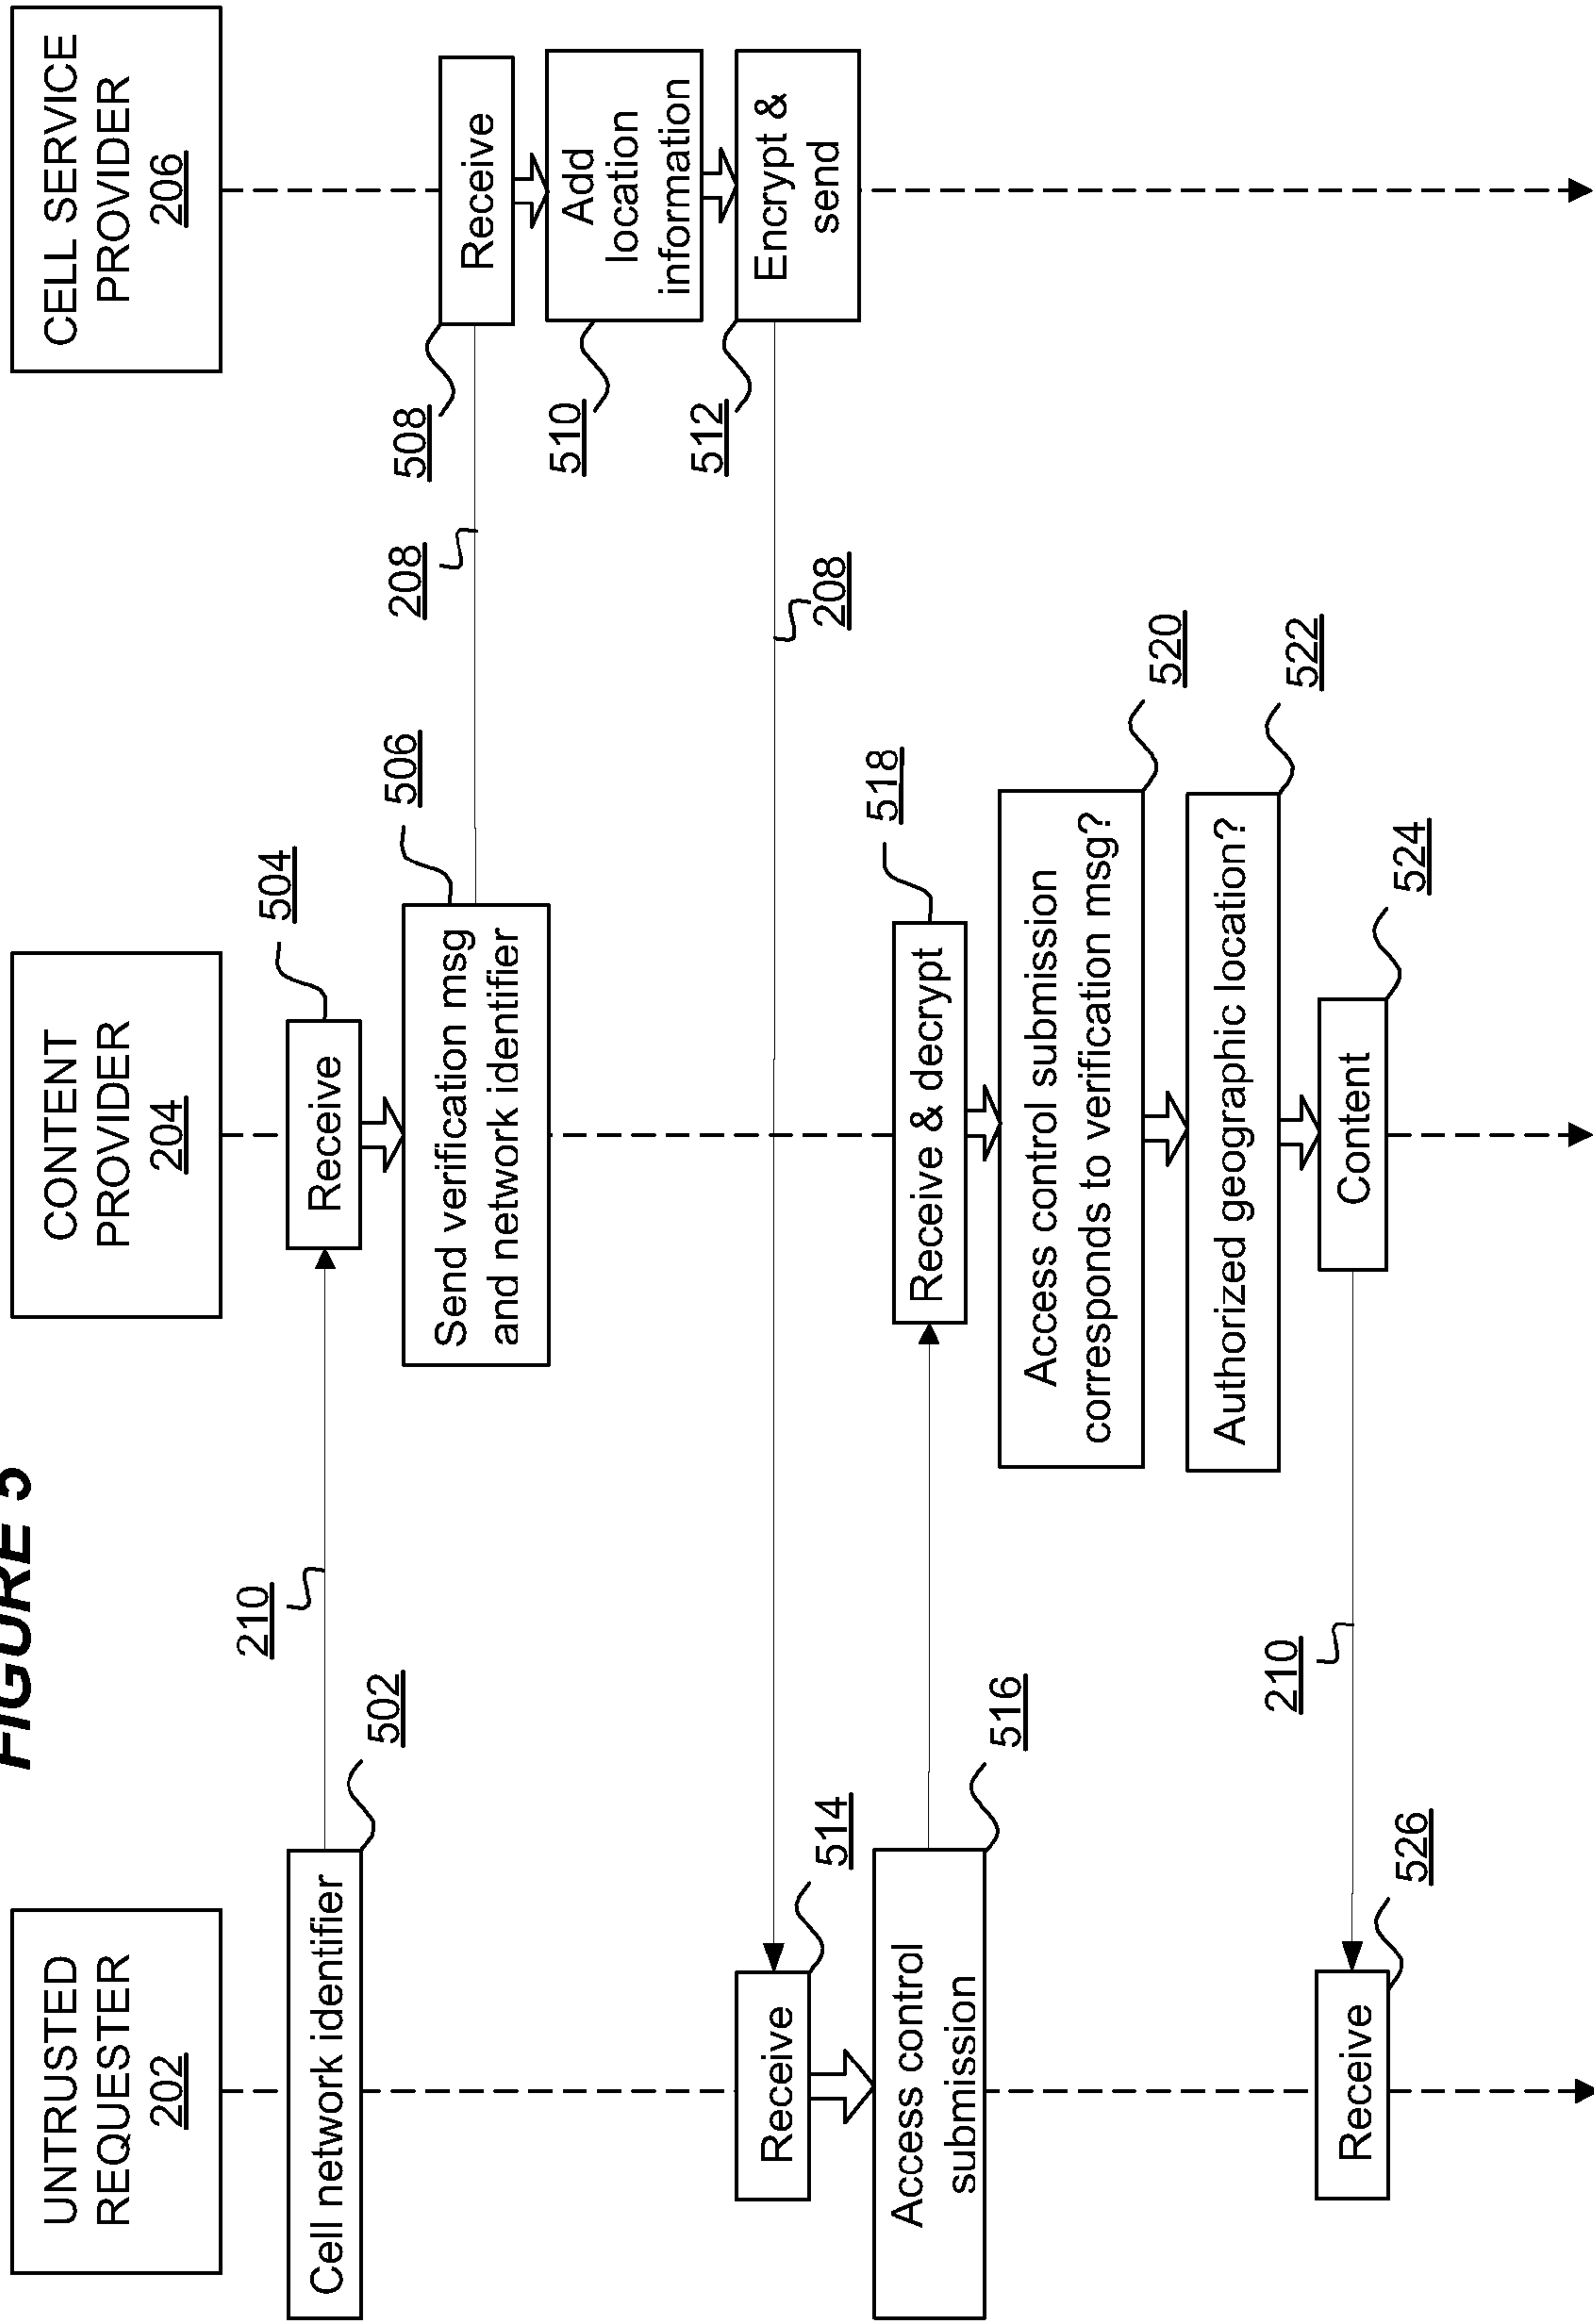 FIGURE 5
UNTRUSTED
REQUESTER
202
CONTENT
PROVIDER
204
CELL SERVICE
PROVIDER
206
Cell network identifier
502
210
Receive
504
Send verification msg
and network identifier
506
208
Receive
508
Add
location
information
510
Encrypt &
send
512
208
Receive
514
Access control
submission
516
Receive & decrypt
518
Access control submission
corresponds to verification msg?
520
Authorized geographic location?
522
Content
524
210
Receive
526